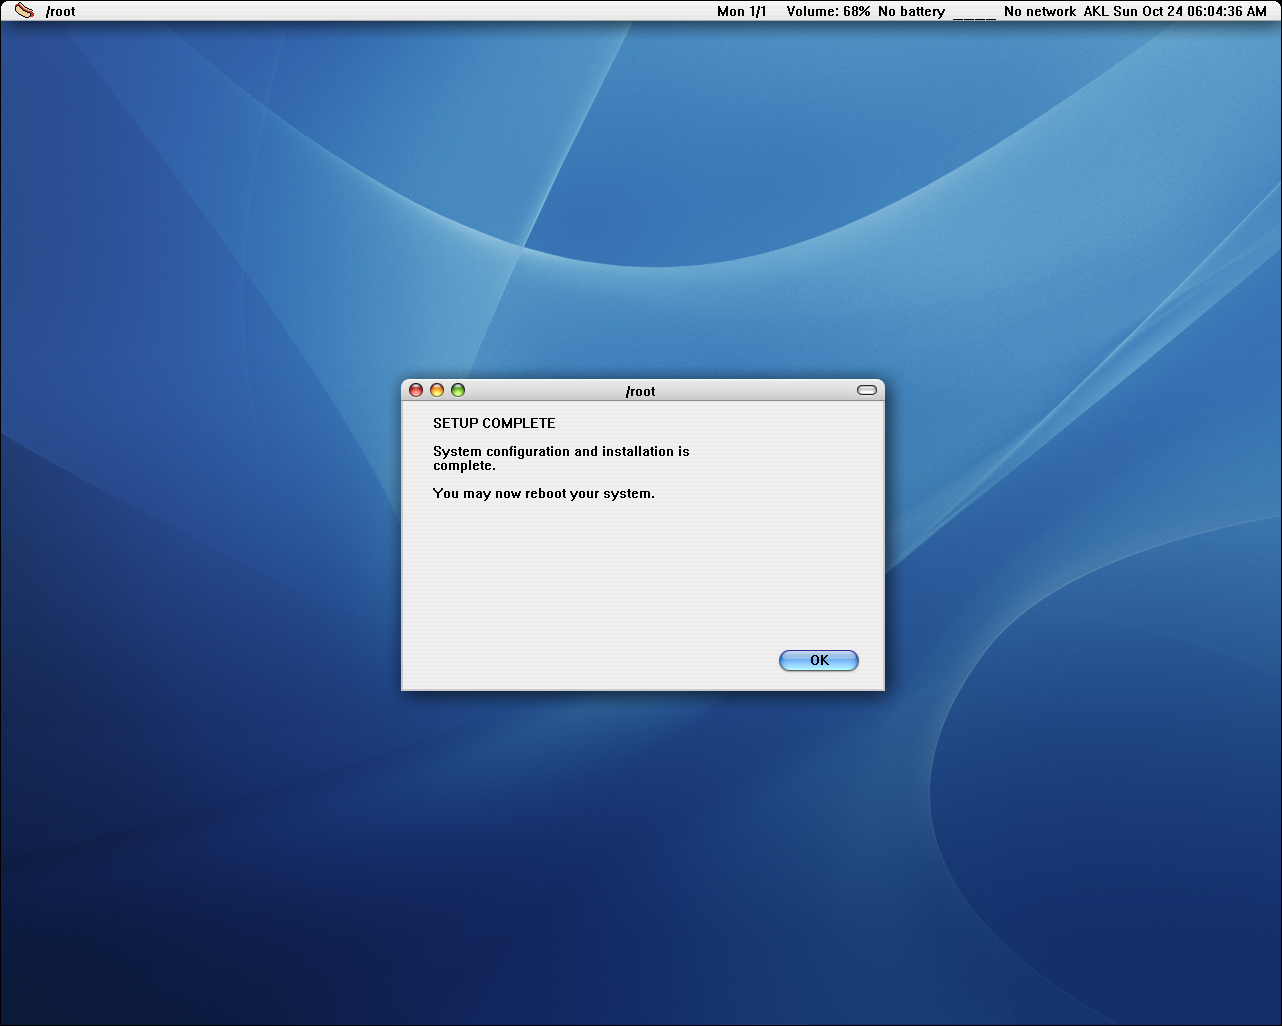 /root
Mon 1/1 Volume: 68% No battery ____ No network AKL Sun Oct 24 06:04:36 AM
/root
SETUP COMPLETE
System configuration and installation is
complete.
You may now reboot your system.
OK